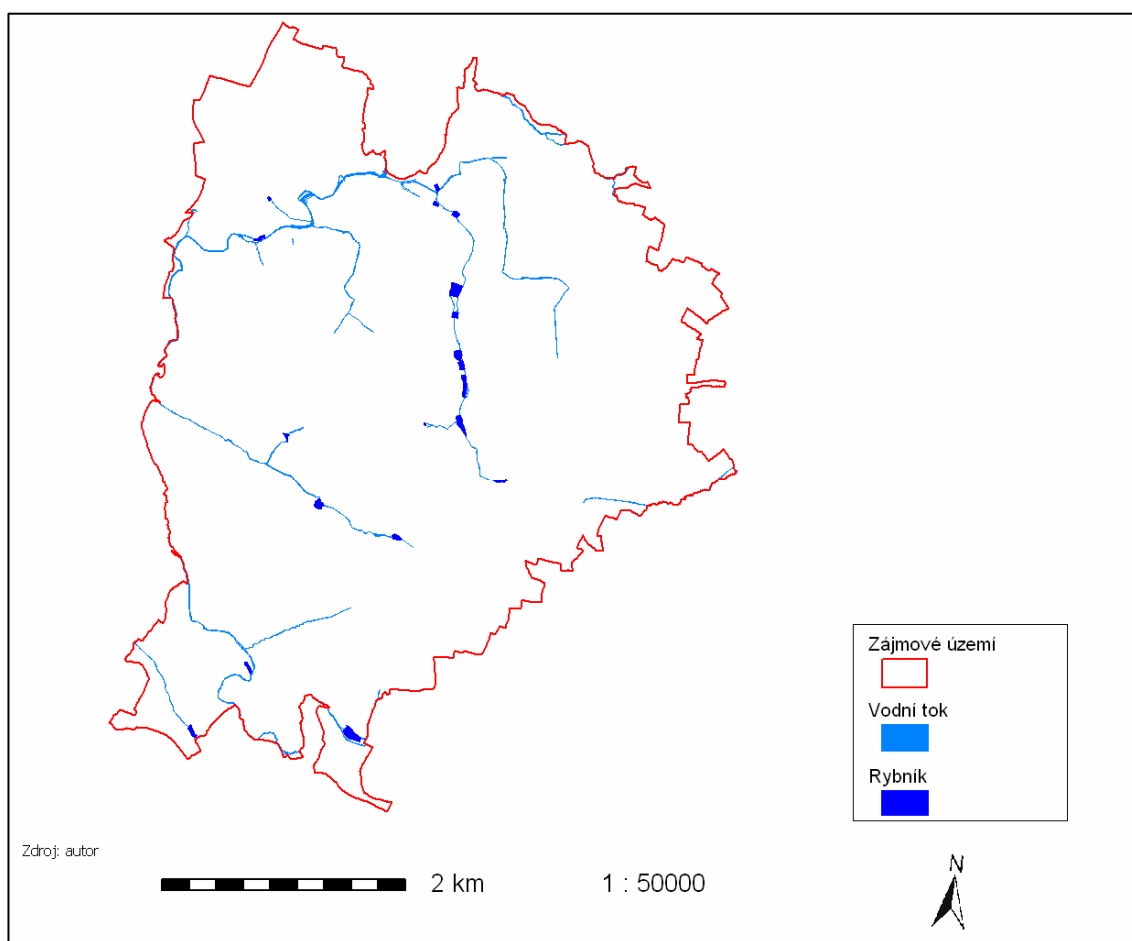 Zájmové území
Vodní tok
Rybník
Zdroj: autor
2 km
1 : 50000
N